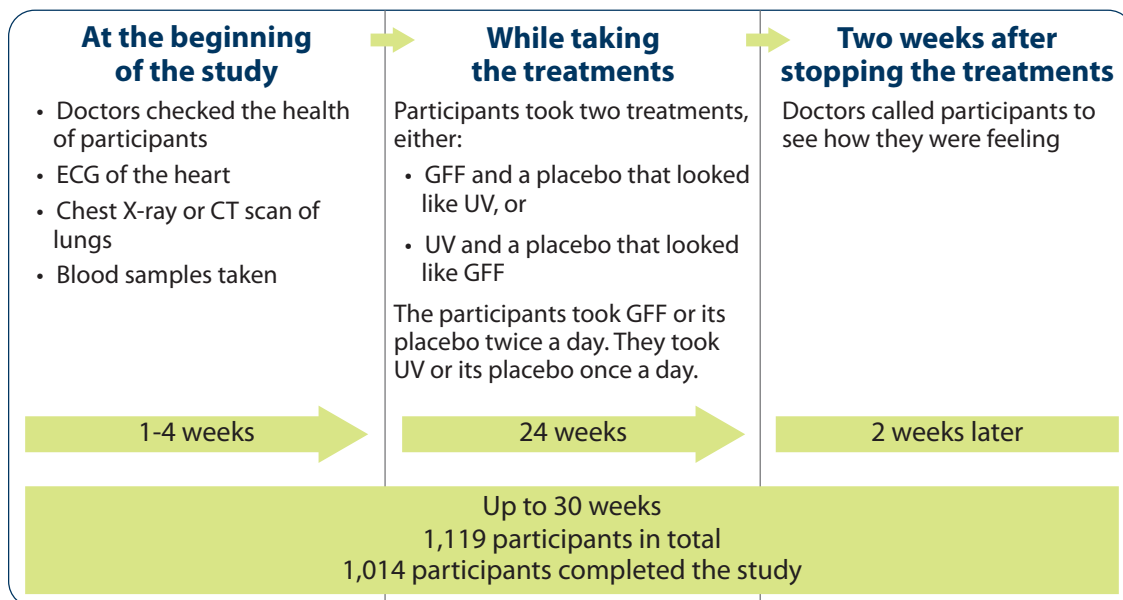 At the beginning
of the study
• Doctors checked the health
of participants
• ECG of the heart
• Chest X-ray or CT scan of
lungs
• Blood samples taken
1-4 weeks
While taking
the treatments
Participants took two treatments,
either:
• GFF and a placebo that looked
like UV, or
• UV and a placebo that looked
like GFF
The participants took GFF or its
placebo twice a day. They took
UV or its placebo once a day.
24 weeks
Two weeks after
stopping the treatments
Doctors called participants to
see how they were feeling
2 weeks later
Up to 30 weeks
1,119 participants in total
1,014 participants completed the study